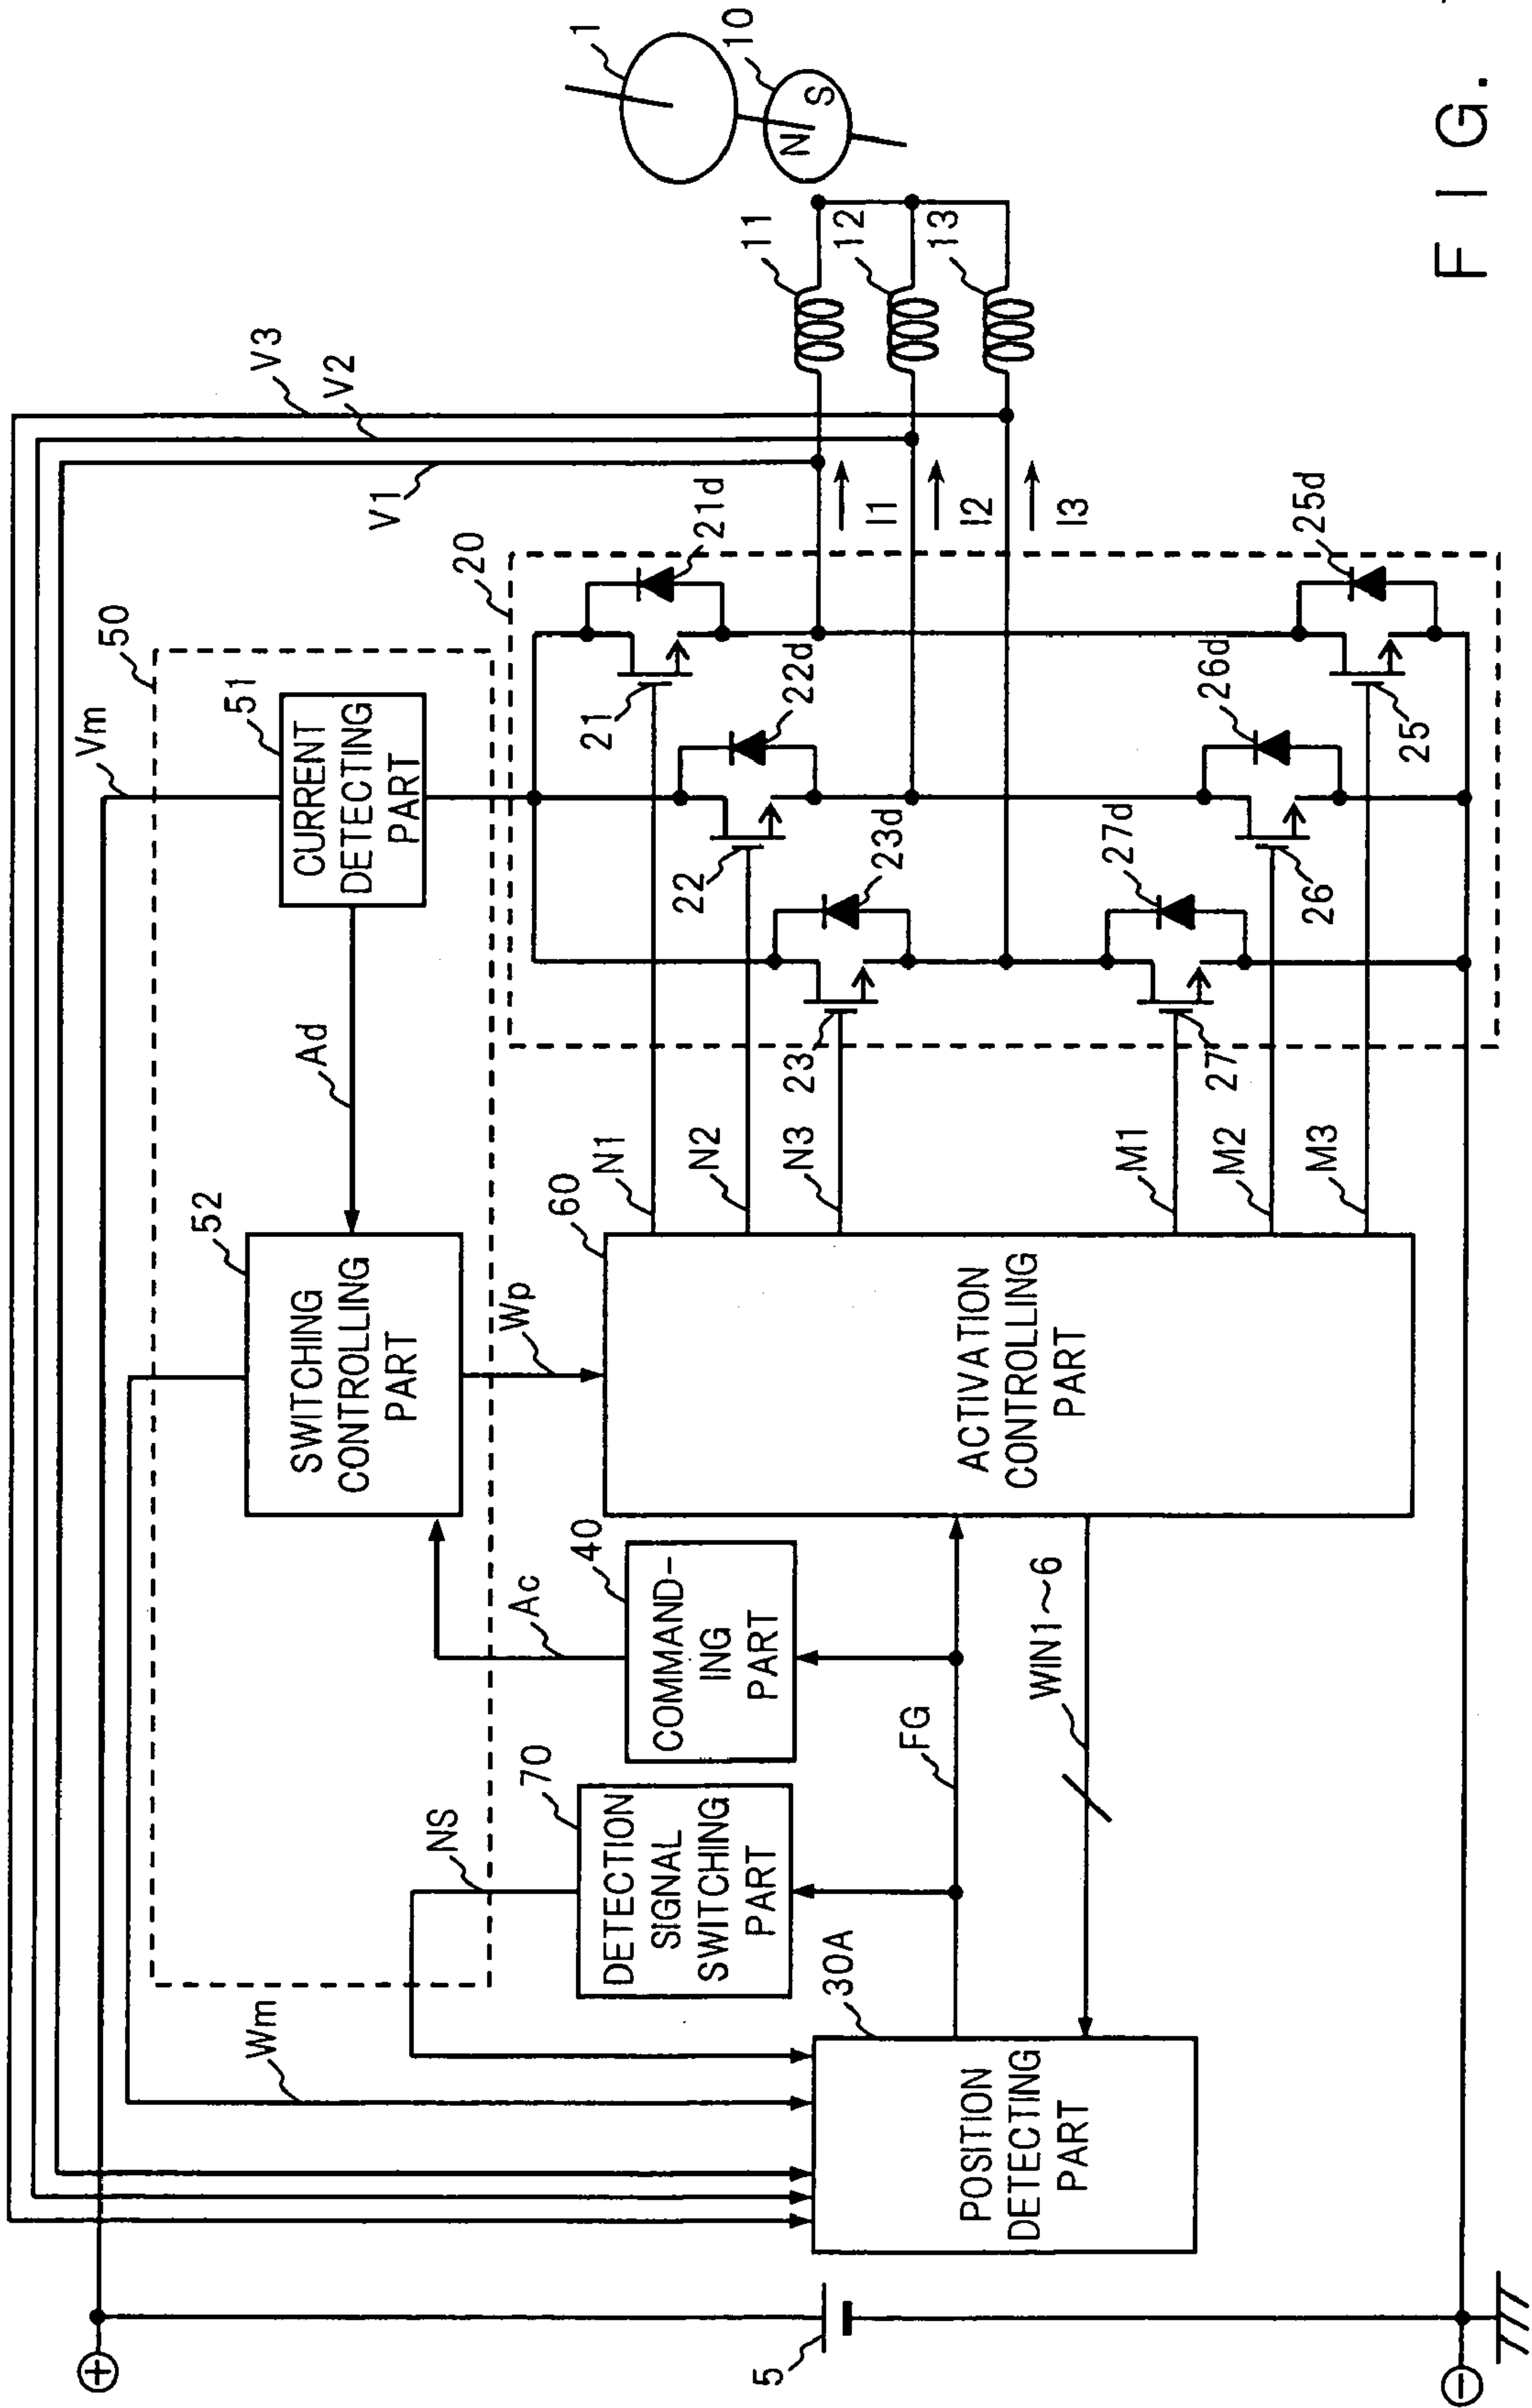 V3
V2
V1
Vm
50
51
CURRENT
DETECTING
PART
Ad
52
SWITCHING
CONTROLLING
PART
Wm
NS
Ac
Wp
20
21d
21
22d
22
23d
23
I1
I2
I3
11
12
13
1
10
N S
N1
N2
N3
M1
M2
M3
60
ACTIVATION
CONTROLLING
PART
40
COMMAND-
ING
PART
70
DETECTION
SIGNAL
SWITCHING
PART
FG
WIN1~6
30A
POSITION
DETECTING
PART
27d
27
26d
26
25d
25
5
+
−
FIG.